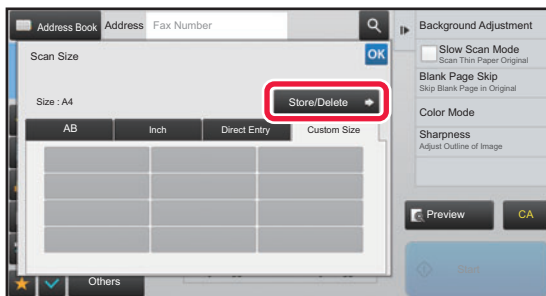 Address Book Address Fax Number
Scan Size
OK
Size : A4
Store/Delete
AB Inch Direct Entry Custom Size
Others
Background Adjustment
Slow Scan Mode
Scan Thin Paper Original
Blank Page Skip
Skip Blank Page in Original
Color Mode
Sharpness
Adjust Outline of Image
Preview
CA
Start